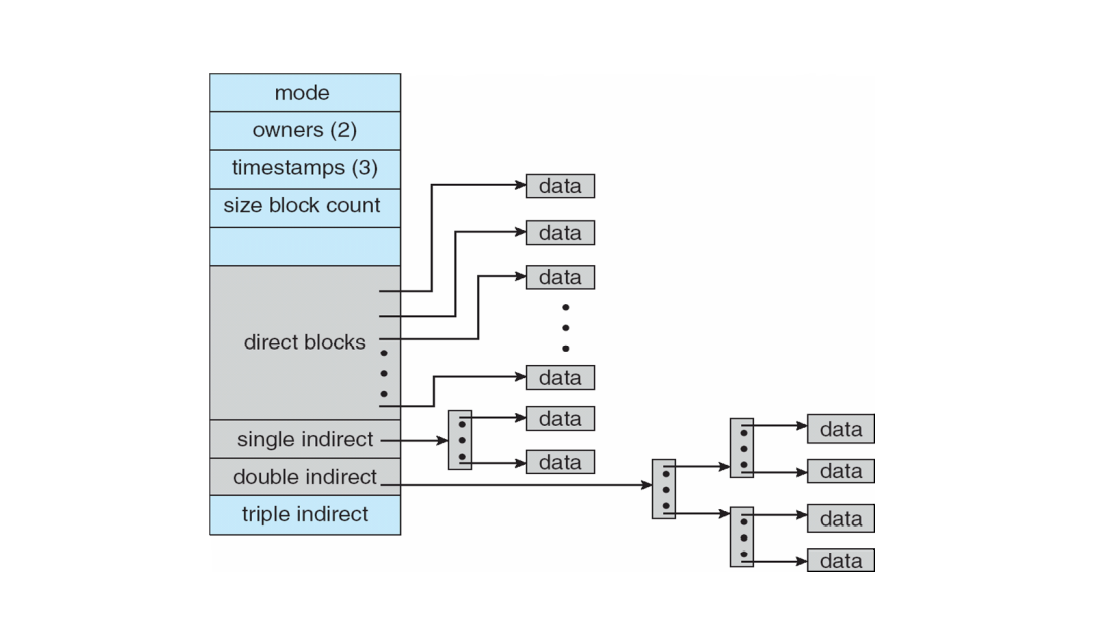 mode
owners (2)
timestamps (3)
size block count
direct blocks
single indirect
double indirect
triple indirect
data
data
data
data
data
data
data
data
data
data